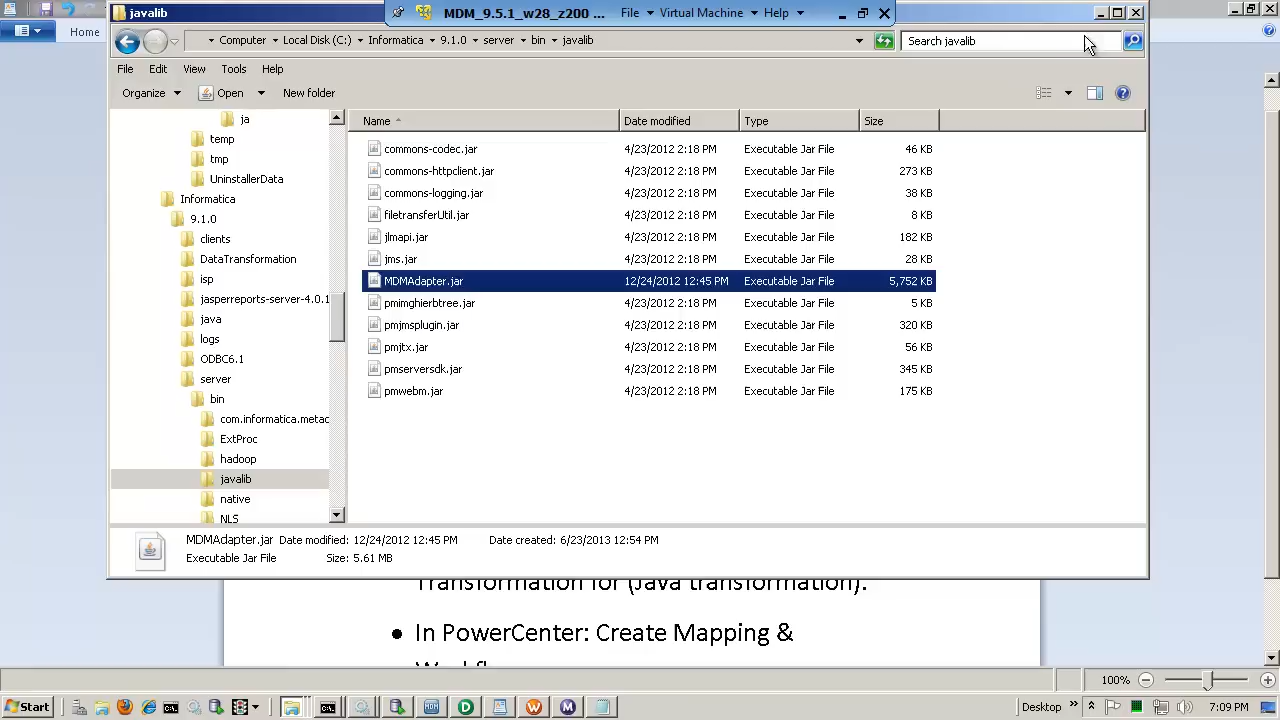 javalib
MDM_9.5.1_w28_z200 ... File Virtual Machine Help
Home
Computer Local Disk (C:) Informatica 9.1.0 server bin javalib
Search javalib
File Edit View Tools Help
Organize Open New folder
ja
temp
tmp
UninstallerData
Informatica
9.1.0
clients
DataTransformation
isp
jasperreports-server-4.0.1
java
logs
ODBC6.1
server
bin
com.informatica.metac
ExtProc
hadoop
javalib
native
NLS
Name Date modified Type Size
commons-codec.jar 4/23/2012 2:18 PM Executable Jar File 46 KB
commons-httpclient.jar 4/23/2012 2:18 PM Executable Jar File 273 KB
commons-logging.jar 4/23/2012 2:18 PM Executable Jar File 38 KB
filetransferUtil.jar 4/23/2012 2:18 PM Executable Jar File 8 KB
jlmapi.jar 4/23/2012 2:18 PM Executable Jar File 182 KB
jms.jar 4/23/2012 2:18 PM Executable Jar File 28 KB
MDMAdapter.jar 12/24/2012 12:45 PM Executable Jar File 5,752 KB
pmimghierbtree.jar 4/23/2012 2:18 PM Executable Jar File 5 KB
pmjmsplugin.jar 4/23/2012 2:18 PM Executable Jar File 320 KB
pmjtx.jar 4/23/2012 2:18 PM Executable Jar File 56 KB
pmserversdk.jar 4/23/2012 2:18 PM Executable Jar File 345 KB
pmwebm.jar 4/23/2012 2:18 PM Executable Jar File 175 KB
MDMAdapter.jar Date modified: 12/24/2012 12:45 PM Date created: 6/23/2013 12:54 PM
Executable Jar File Size: 5.61 MB
Transformation for (Java transformation).
• In PowerCenter: Create Mapping &
100%
Start Desktop 7:09 PM